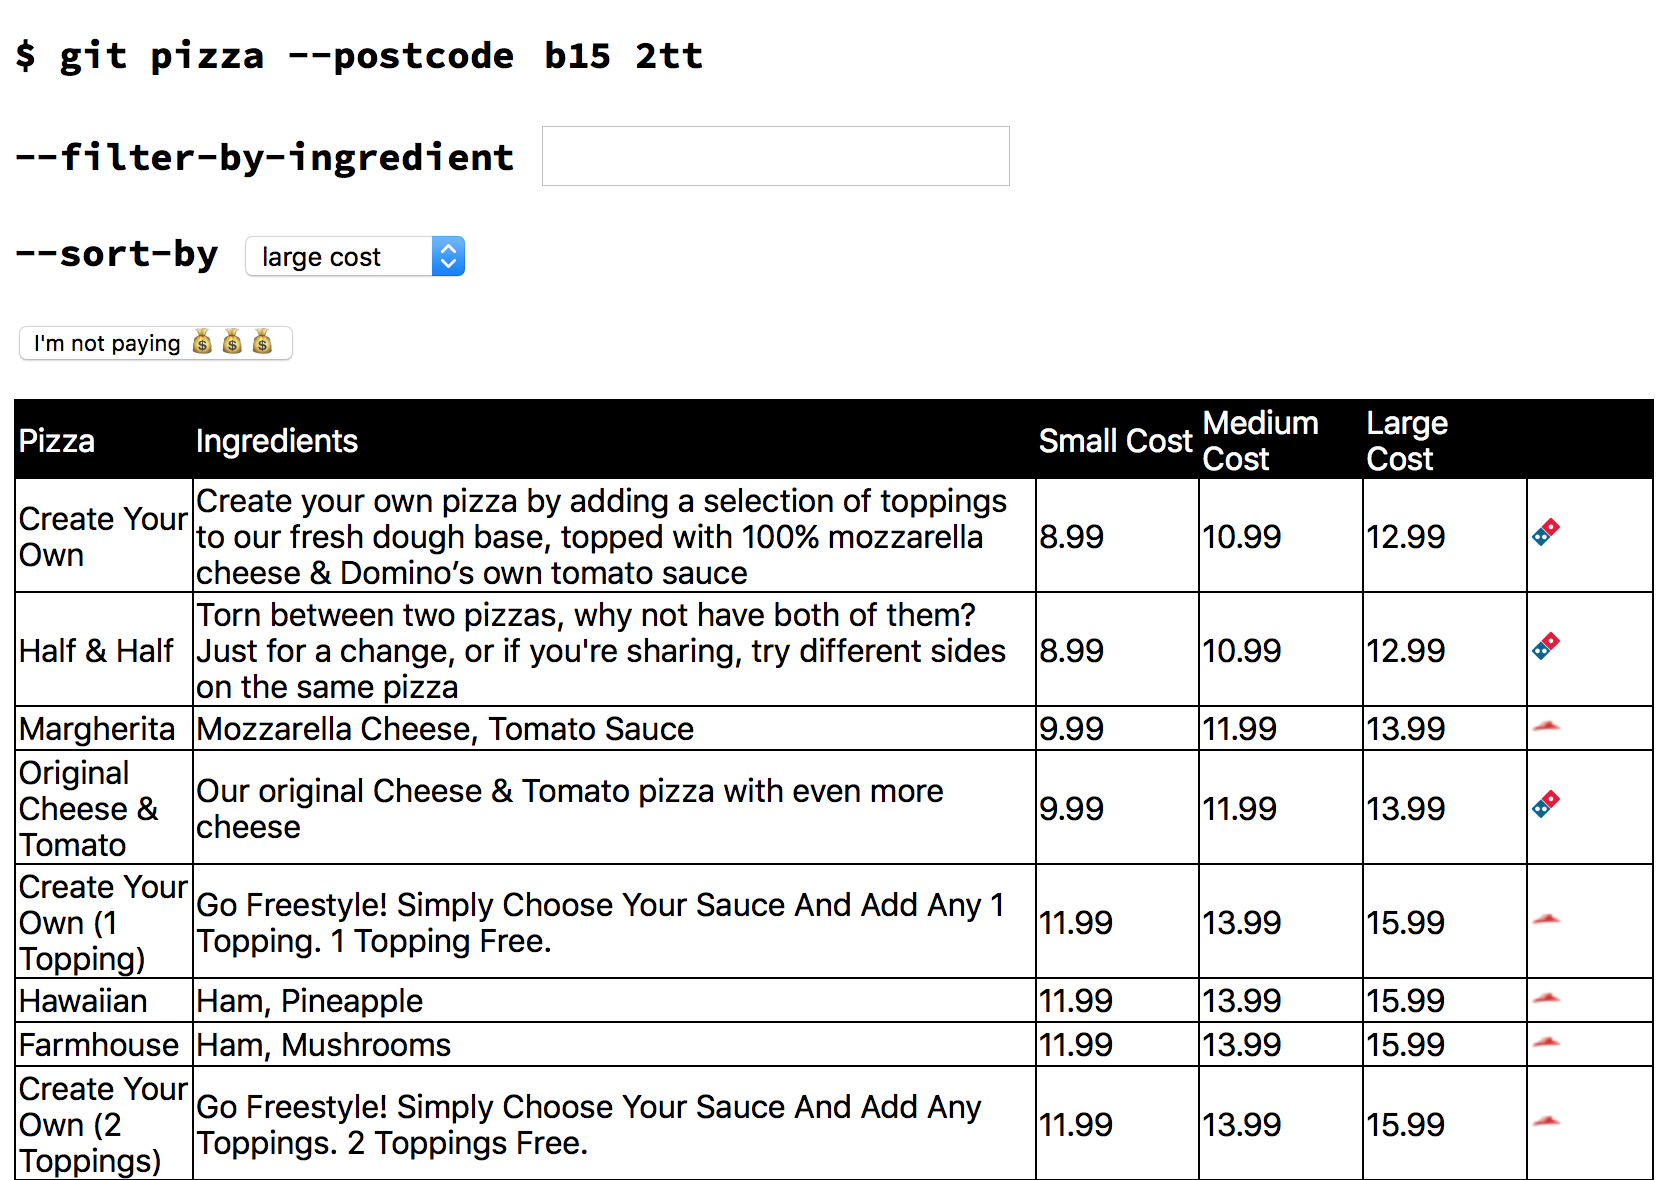 $ git pizza --postcode b15 2tt
--filter-by-ingredient
--sort-by large cost
I'm not paying 💰💰💰
Pizza Ingredients Small Cost Medium Cost Large Cost
Create Your Own
Create your own pizza by adding a selection of toppings
to our fresh dough base, topped with 100% mozzarella
cheese & Domino’s own tomato sauce
8.99 10.99 12.99
Half & Half
Torn between two pizzas, why not have both of them?
Just for a change, or if you're sharing, try different sides
on the same pizza
8.99 10.99 12.99
Margherita Mozzarella Cheese, Tomato Sauce 9.99 11.99 13.99
Original
Cheese &
Tomato
Our original Cheese & Tomato pizza with even more
cheese
9.99 11.99 13.99
Create Your
Own (1
Topping)
Go Freestyle! Simply Choose Your Sauce And Add Any 1
Topping. 1 Topping Free.
11.99 13.99 15.99
Hawaiian Ham, Pineapple 11.99 13.99 15.99
Farmhouse Ham, Mushrooms 11.99 13.99 15.99
Create Your
Own (2
Toppings)
Go Freestyle! Simply Choose Your Sauce And Add Any
Toppings. 2 Toppings Free.
11.99 13.99 15.99